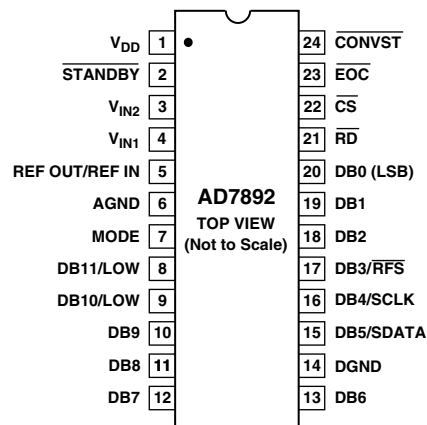 V_DD 1
STANDBY 2
V_IN2 3
V_IN1 4
REF OUT/REF IN 5
AGND 6
MODE 7
DB11/LOW 8
DB10/LOW 9
DB9 10
DB8 11
DB7 12
AD7892
TOP VIEW
(Not to Scale)
24 CONVST
23 EOC
22 CS
21 RD
20 DB0 (LSB)
19 DB1
18 DB2
17 DB3/RFS
16 DB4/SCLK
15 DB5/SDATA
14 DGND
13 DB6